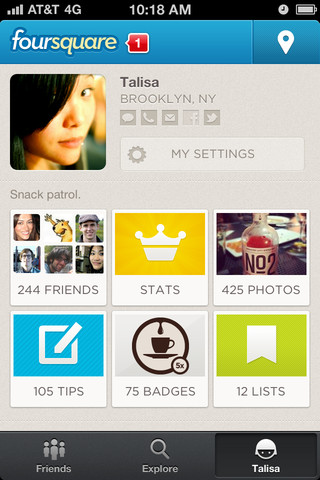 AT&T 4G 10:18 AM
foursquare 1
Talisa
BROOKLYN, NY
MY SETTINGS
Snack patrol.
244 FRIENDS STATS 425 PHOTOS
No2
5x
105 TIPS 75 BADGES 12 LISTS
Friends Explore Talisa